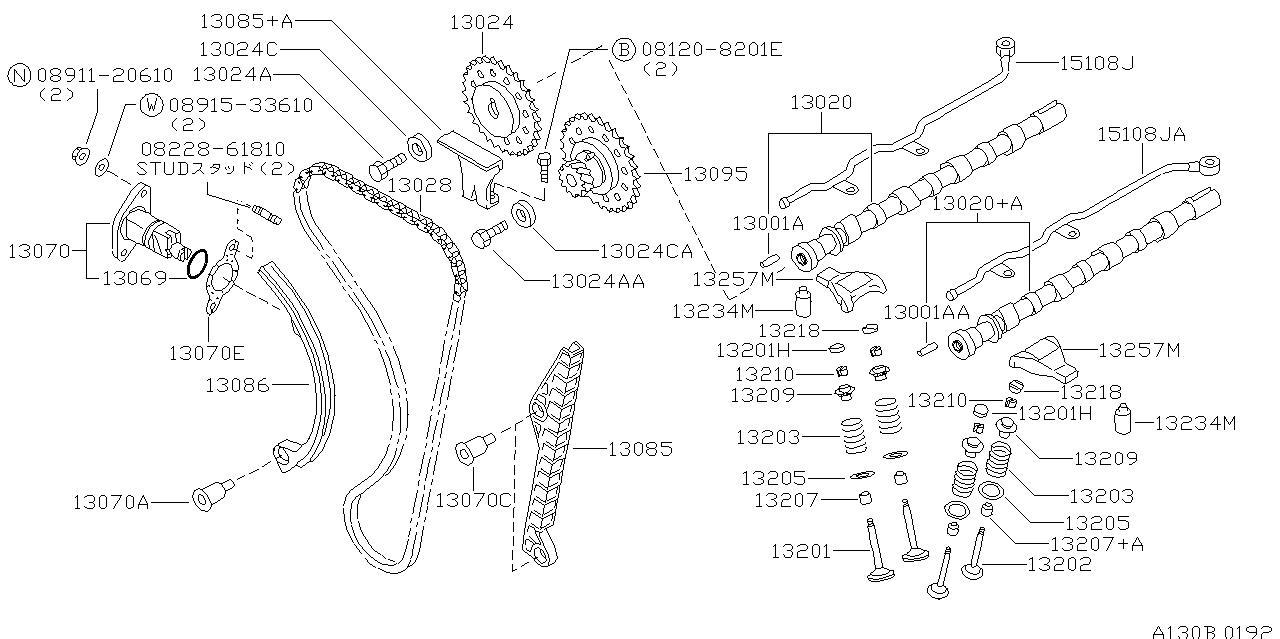 13085+A
13024
13024C
B 08120-8201E
(2)
13024A
N 08911-20610
(2)
W 08915-33610
(2)
08228-61810
STUDスタッド(2)
13028
13095
13020
15108J
15108JA
13001A
13020+A
13070
13069
13024CA
13024AA
13257M
13234M
13001AA
13218
13070E
13201H
13257M
13086
13210
13218
13209
13210
13201H
13234M
13203
13085
13209
13205
13203
13070A
13070C
13207
13205
13201
13207+A
13202
A130B 0192